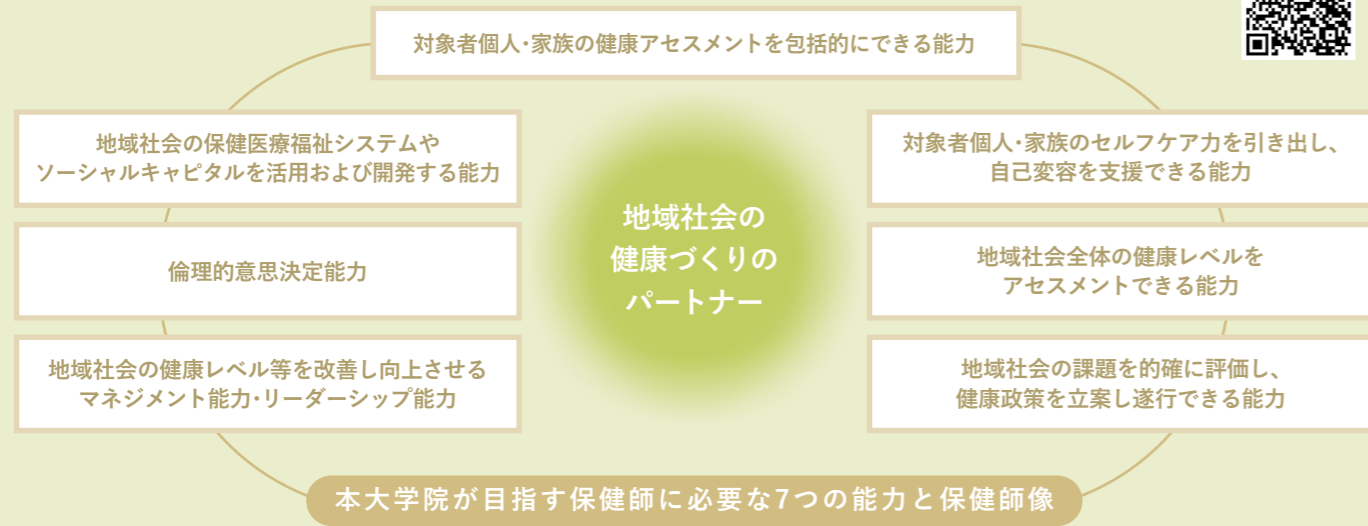 対象者個人・家族の健康アセスメントを包括的にできる能力
地域社会の保健医療福祉システムや
ソーシャルキャピタルを活用および開発する能力
倫理的意思決定能力
地域社会の健康レベル等を改善し向上させる
マネジメント能力・リーダーシップ能力
地域社会の
健康づくりの
パートナー
対象者個人・家族のセルフケア力を引き出し、
自己変容を支援できる能力
地域社会全体の健康レベルを
アセスメントできる能力
地域社会の課題を的確に評価し、
健康政策を立案し遂行できる能力
本大学院が目指す保健師に必要な7つの能力と保健師像